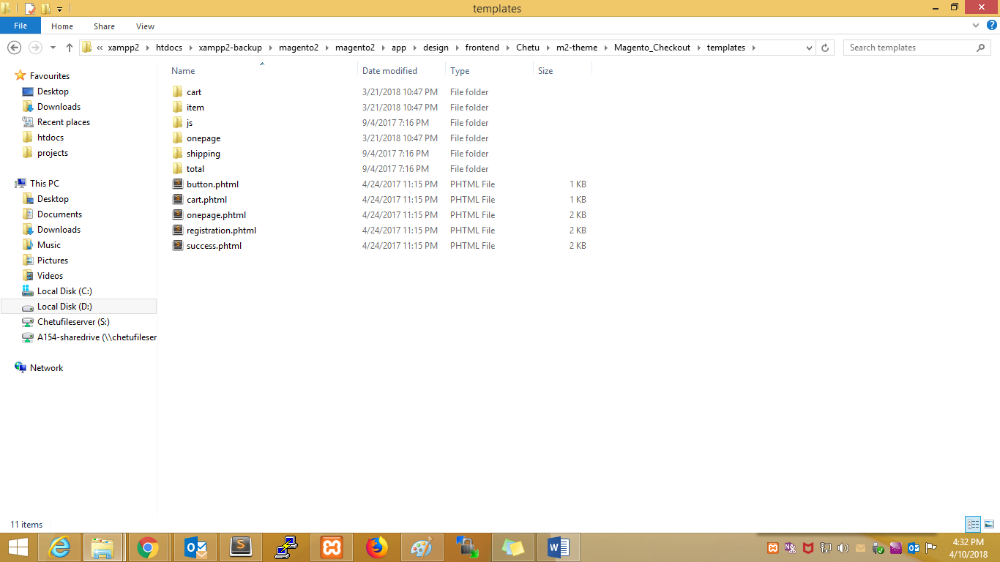 templates
File Home Share View
« xampp2 htdocs xampp2-backup magento2 magento2 app design frontend Chetu m2-theme Magento_Checkout templates Search templates
Name Date modified Type Size
Favourites
Desktop
Downloads
Recent places
htdocs
projects
This PC
Desktop
Documents
Downloads
Music
Pictures
Videos
Local Disk (C:)
Local Disk (D:)
Chetufileserver (S:)
A154-sharedrive (\\chetufileser
Network
cart 3/21/2018 10:47 PM File folder
item 3/21/2018 10:47 PM File folder
js 9/4/2017 7:16 PM File folder
onepage 3/21/2018 10:47 PM File folder
shipping 9/4/2017 7:16 PM File folder
total 9/4/2017 7:16 PM File folder
button.phtml 4/24/2017 11:15 PM PHTML File 1 KB
cart.phtml 4/24/2017 11:15 PM PHTML File 1 KB
onepage.phtml 4/24/2017 11:15 PM PHTML File 2 KB
registration.phtml 4/24/2017 11:15 PM PHTML File 2 KB
success.phtml 4/24/2017 11:15 PM PHTML File 2 KB
11 items
4:32 PM
4/10/2018